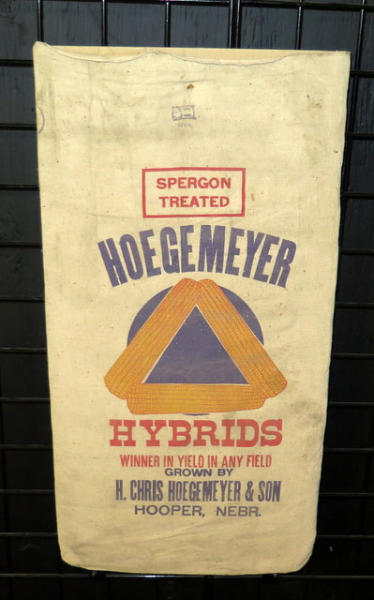 SPERGON
TREATED
HOEGEMEYER
HYBRIDS
WINNER IN YIELD IN ANY FIELD
GROWN BY
H. CHRIS HOEGEMEYER & SON
HOOPER, NEBR.